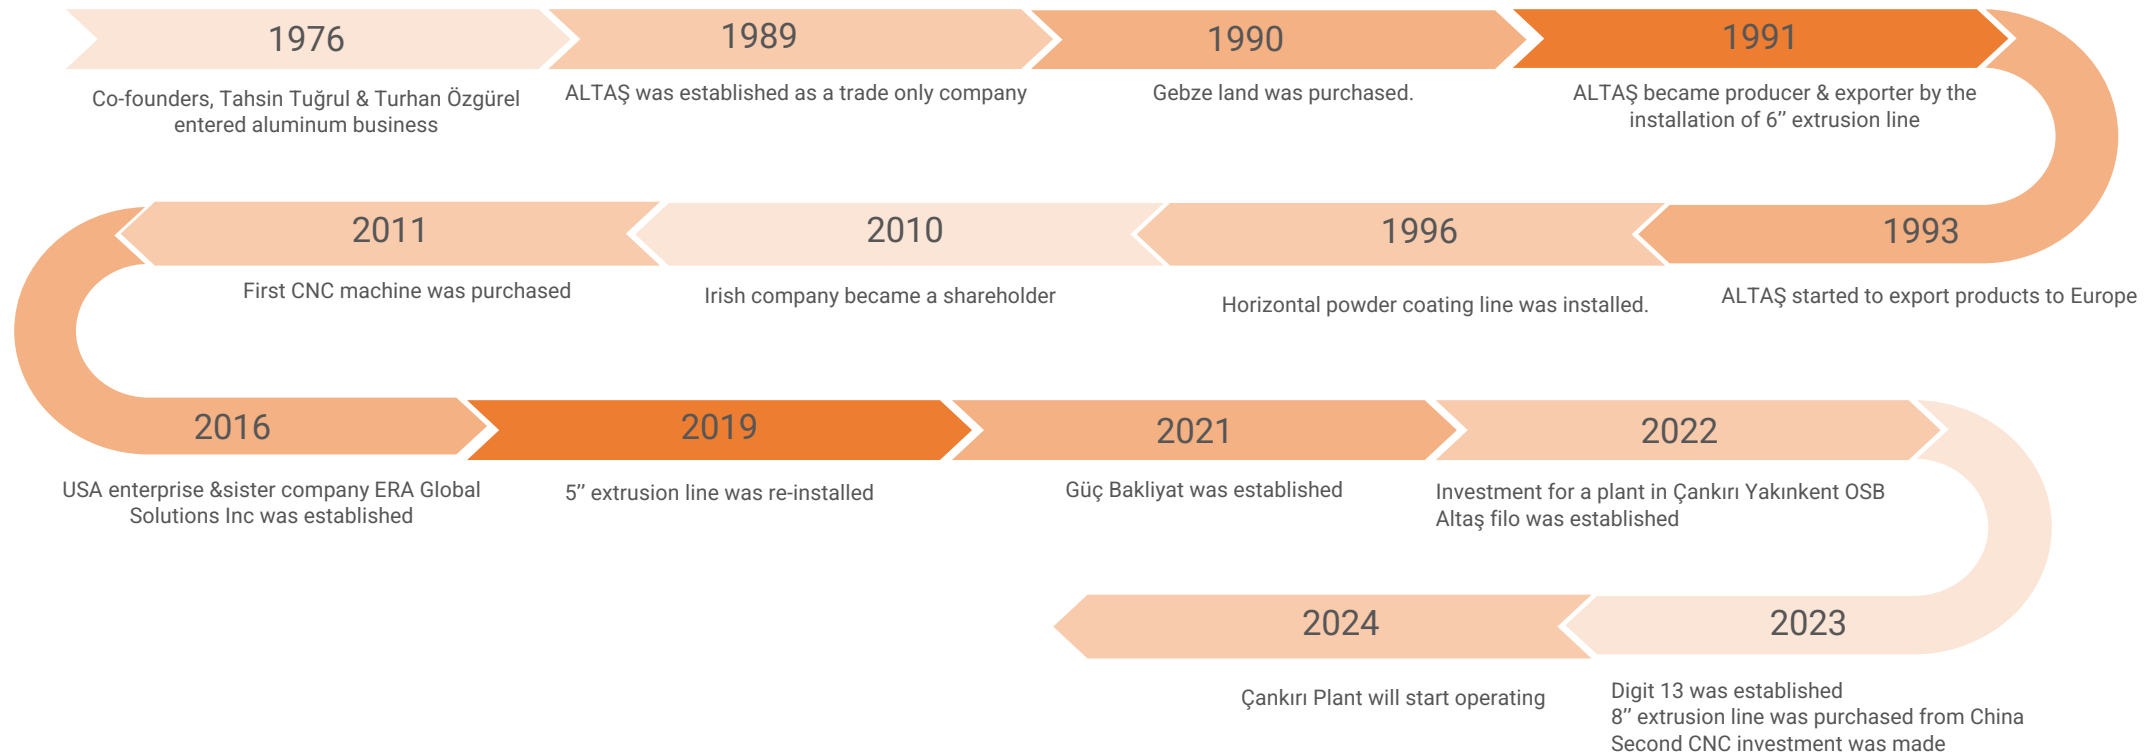 1976
Co-founders, Tahsin Tuğrul & Turhan Özgürel
entered aluminum business
1989
ALTAŞ was established as a trade only company
1990
Gebze land was purchased.
1991
ALTAŞ became producer & exporter by the
installation of 6’’ extrusion line
1993
ALTAŞ started to export products to Europe
1996
Horizontal powder coating line was installed.
2010
Irish company became a shareholder
2011
First CNC machine was purchased
2016
USA enterprise &sister company ERA Global
Solutions Inc was established
2019
5’’ extrusion line was re-installed
2021
Güç Bakliyat was established
2022
Investment for a plant in Çankırı Yakınkent OSB
Altaş filo was established
2023
Digit 13 was established
8’’ extrusion line was purchased from China
Second CNC investment was made
2024
Çankırı Plant will start operating